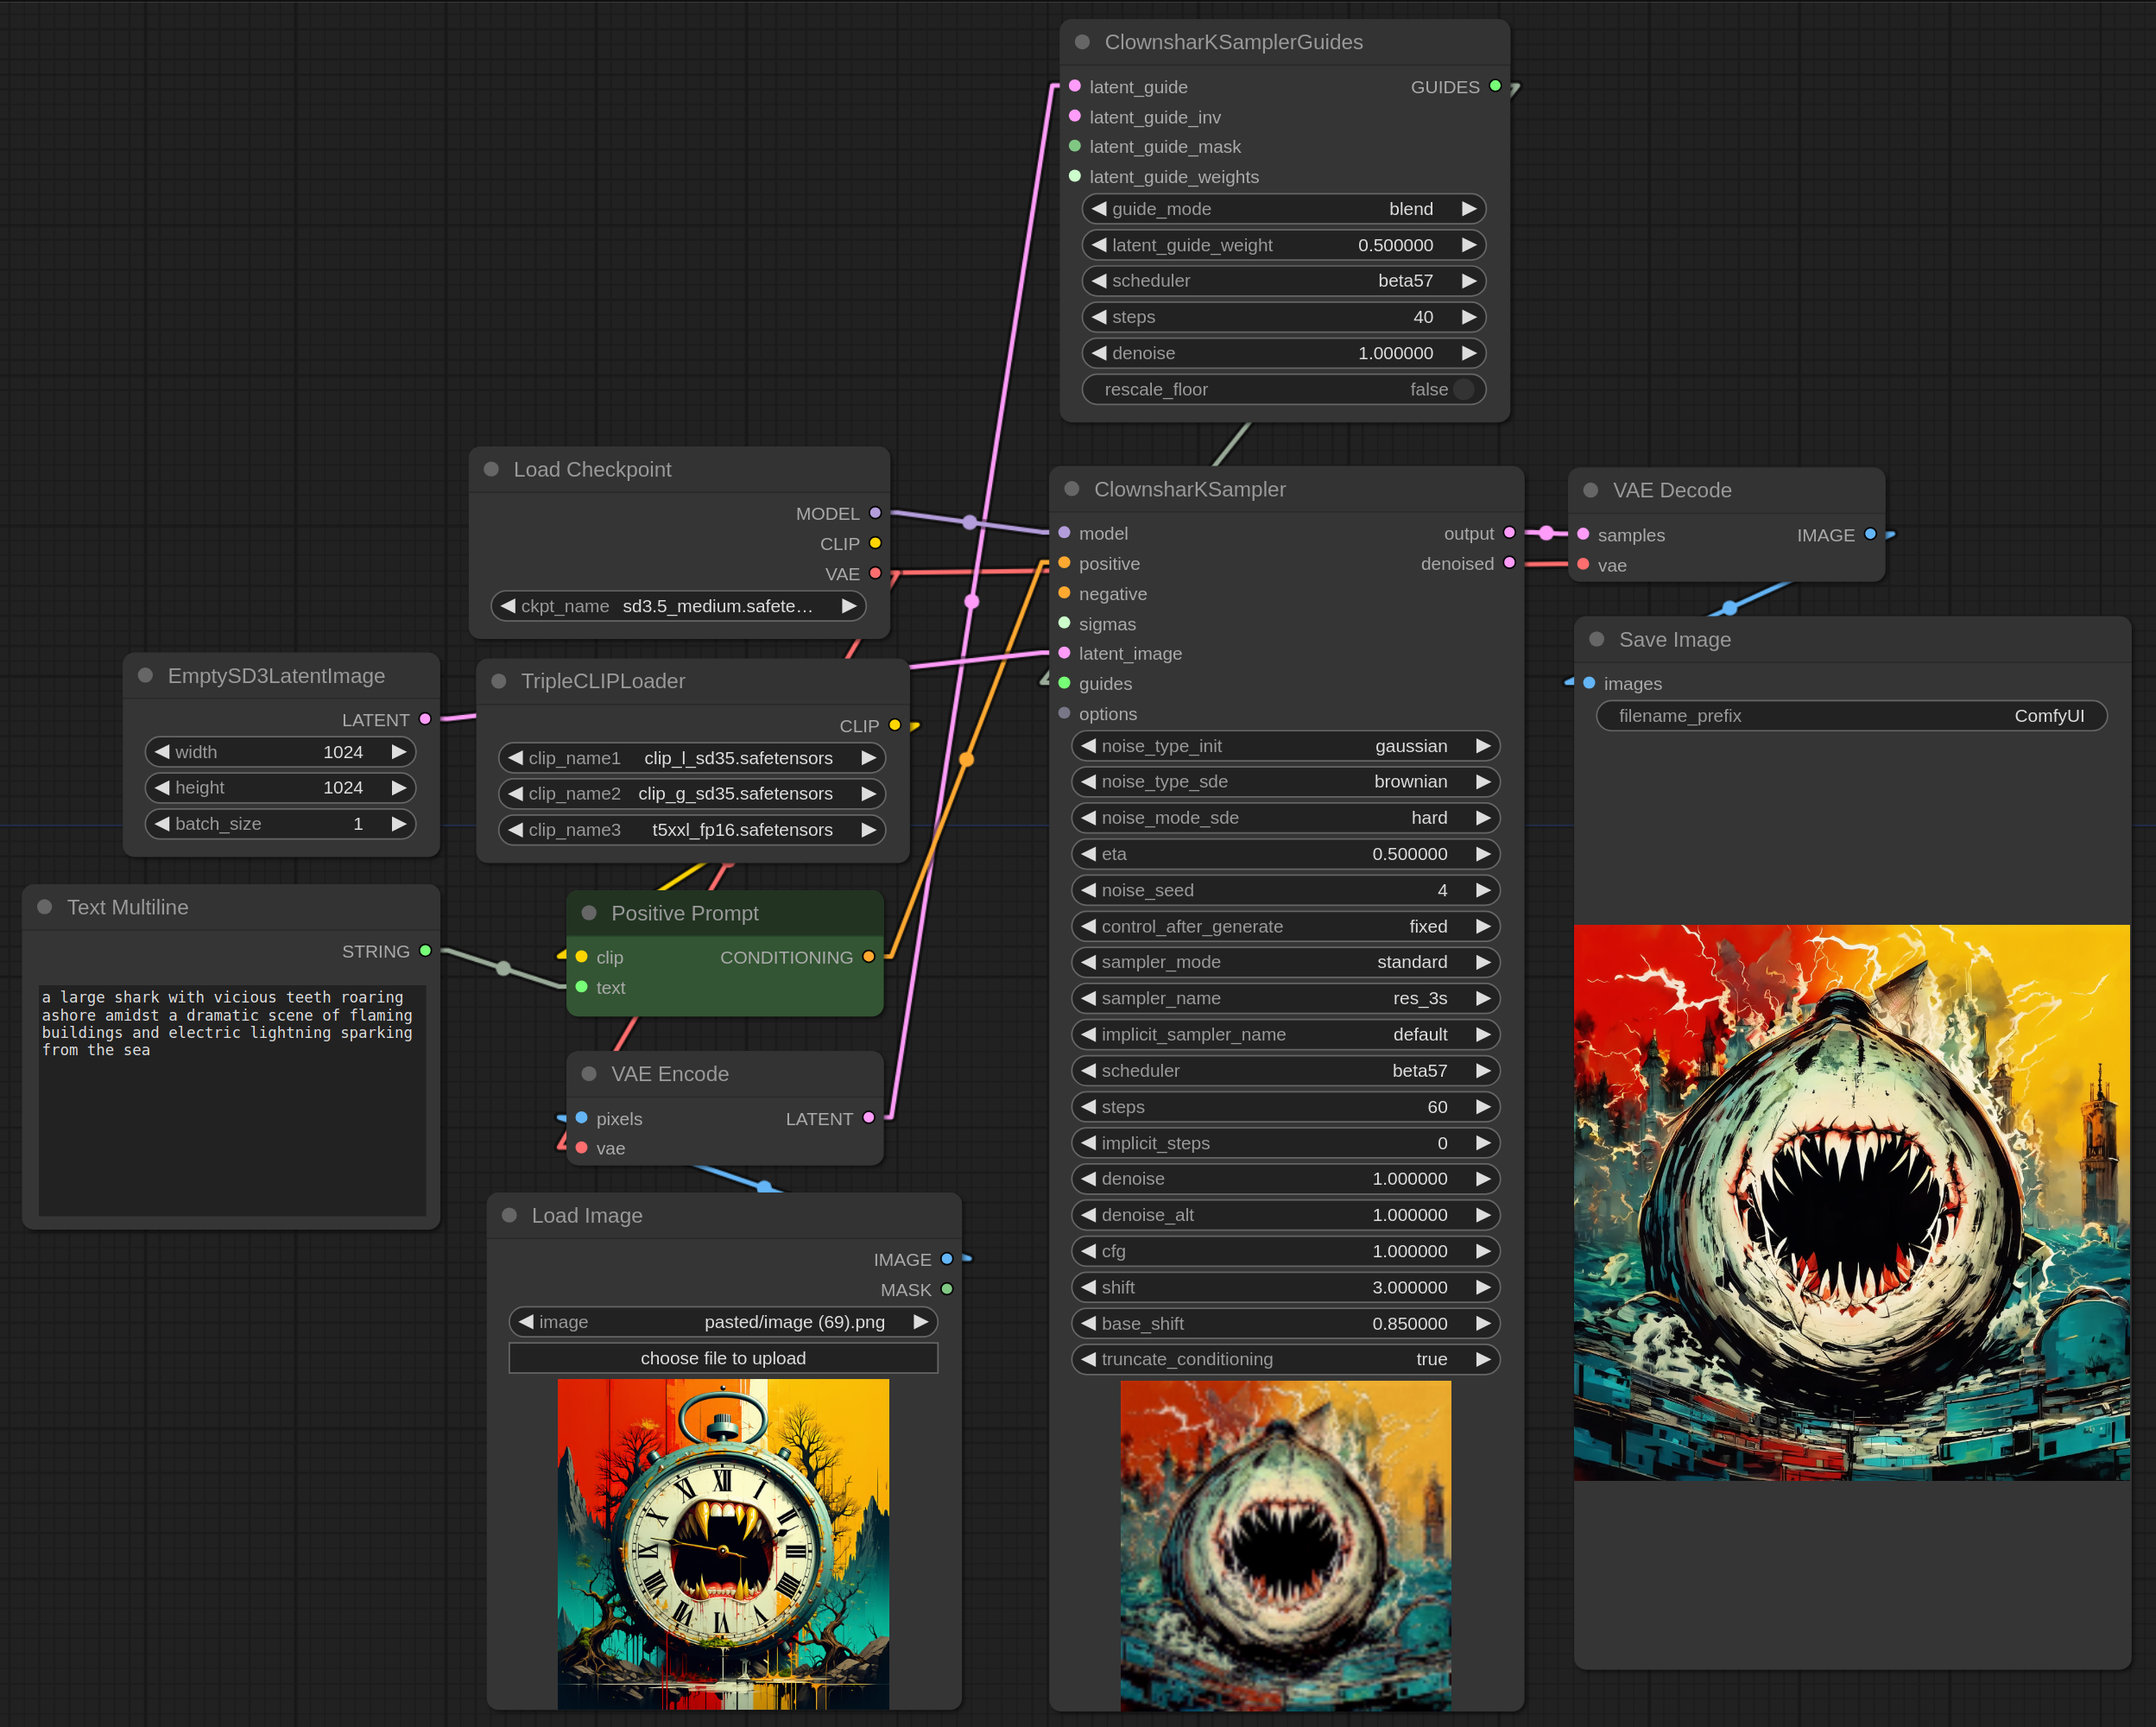 ClownsharKSamplerGuides
latent_guide GUIDES
latent_guide_inv
latent_guide_mask
latent_guide_weights
guide_mode blend
latent_guide_weight 0.500000
scheduler beta57
steps 40
denoise 1.000000
rescale_floor false
Load Checkpoint
MODEL
CLIP
VAE
ckpt_name sd3.5_medium.safete…
EmptySD3LatentImage
LATENT
width 1024
height 1024
batch_size 1
TripleCLIPLoader
CLIP
clip_name1 clip_l_sd35.safetensors
clip_name2 clip_g_sd35.safetensors
clip_name3 t5xxl_fp16.safetensors
Text Multiline
STRING
a large shark with vicious teeth roaring
ashore amidst a dramatic scene of flaming
buildings and electric lightning sparking
from the sea
Positive Prompt
clip CONDITIONING
text
VAE Encode
pixels LATENT
vae
Load Image
IMAGE
MASK
image pasted/image (69).png
choose file to upload
XII
I
II
III
IIII
V
VI
IX
X
XI
ClownsharKSampler
model output
positive denoised
negative
sigmas
latent_image
guides
options
noise_type_init gaussian
noise_type_sde brownian
noise_mode_sde hard
eta 0.500000
noise_seed 4
control_after_generate fixed
sampler_mode standard
sampler_name res_3s
implicit_sampler_name default
scheduler beta57
steps 60
implicit_steps 0
denoise 1.000000
denoise_alt 1.000000
cfg 1.000000
shift 3.000000
base_shift 0.850000
truncate_conditioning true
VAE Decode
samples IMAGE
vae
Save Image
images
filename_prefix ComfyUI